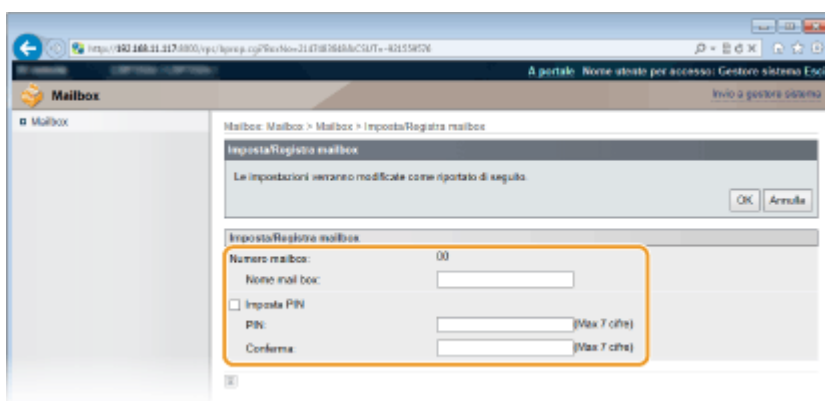 A portale Nome utente per accesso: Gestore sistema Esci
Mailbox
Invio a gestore sistema
Mailbox
Mailbox: Mailbox > Mailbox > Imposta/Registra mailbox
Imposta/Registra mailbox
Le impostazioni verranno modificate come riportato di seguito.
OK Annulla
Imposta/Registra mailbox
Numero mailbox: 00
Nome mail box:
Imposta PIN
PIN: (Max 7 cifre)
Conferma: (Max 7 cifre)